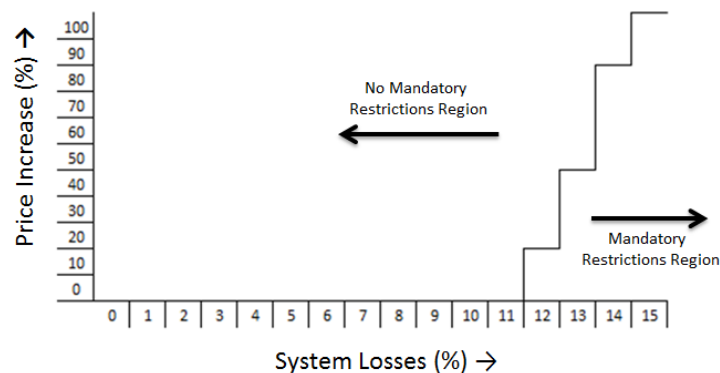 Price Increase (%) →
100
90
80
70
60
50
40
30
20
10
0
No Mandatory
Restrictions Region
Mandatory
Restrictions Region
0 1 2 3 4 5 6 7 8 9 10 11 12 13 14 15
System Losses (%) →